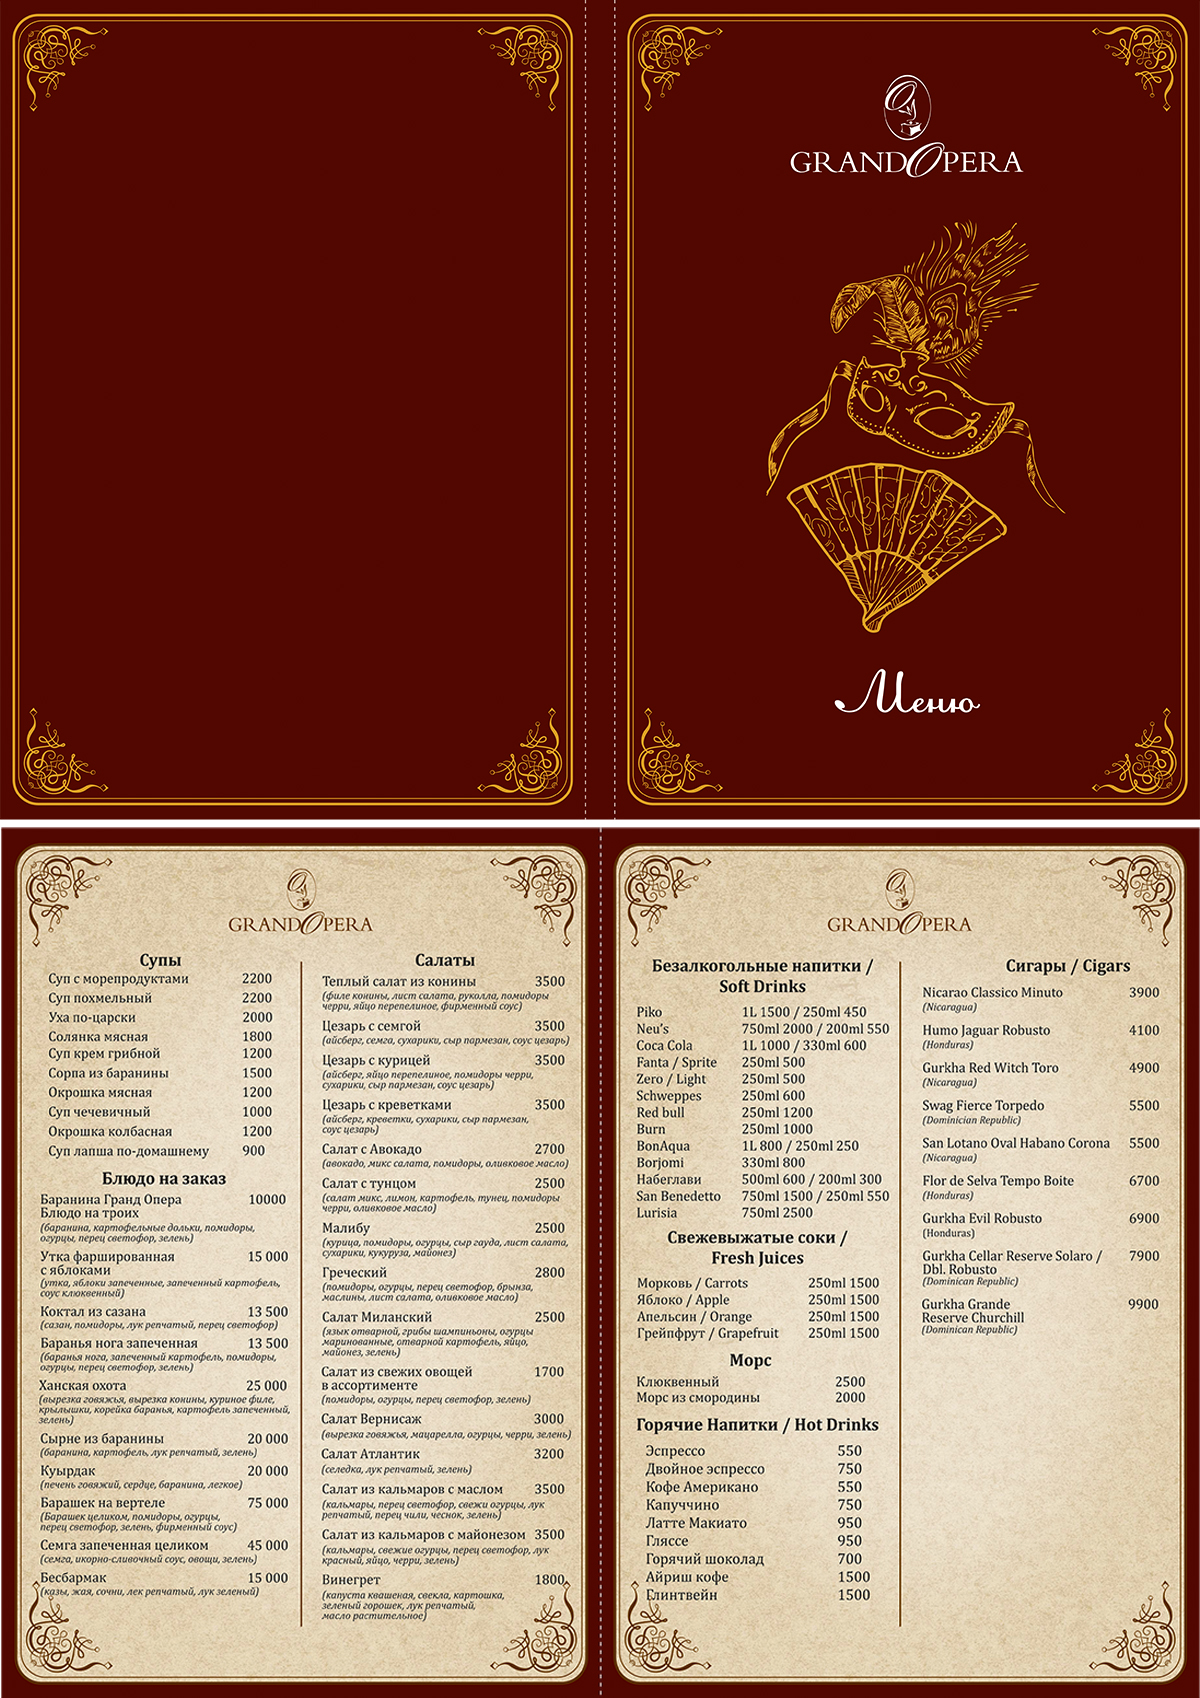 GRANDOPERA
Меню
GRANDOPERA
Супы
Суп с морепродуктами 2200
Суп похмельный 2200
Уха по-царски 2000
Солянка мясная 1800
Суп крем грибной 1200
Сорпа из баранины 1500
Окрошка мясная 1200
Суп чечевичный 1000
Окрошка колбасная 1200
Суп лапша по-домашнему 900
Блюдо на заказ
Баранина Гранд Опера 10000
Блюдо на троих
(баранина, картофельные дольки, помидоры,
огурцы, перец светофор, зелень)
Утка фаршированная 15 000
с яблоками
(утка, яблоки запеченные, запеченный картофель,
соус клюквенный)
Коктал из сазана 13 500
(сазан, помидоры, лук репчатый, перец светофор)
Баранья нога запеченная 13 500
(баранья нога, запеченный картофель, помидоры,
огурцы, перец светофор, зелень)
Ханская охота 25 000
(вырезка говяжья, вырезка конины, куриное филе,
крылышки, корейка баранья, картофель запеченный,
зелень)
Сырне из баранины 20 000
(баранина, картофель, лук репчатый, зелень)
Куырдак 20 000
(печень говяжий, сердце, баранина, легкое)
Барашек на вертеле 75 000
(Барашек целиком, помидоры, огурцы,
перец светофор, зелень, фирменный соус)
Семга запеченная целиком 45 000
(семга, икорно-сливочный соус, овощи, зелень)
Бесбармак 15 000
(казы, жая, сочни, лек репчатый, лук зеленый)
Салаты
Теплый салат из конины 3500
(филе конины, лист салата, руколла, помидоры
черри, яйцо перепелиное, фирменный соус)
Цезарь с семгой 3500
(айсберг, семга, сухарики, сыр пармезан, соус цезарь)
Цезарь с курицей 3500
(айсберг, яйцо перепелиное, помидоры черри,
сухарики, сыр пармезан, соус цезарь)
Цезарь с креветками 3500
(айсберг, креветки, сухарики, сыр пармезан,
соус цезарь)
Салат с Авокадо 2700
(авокадо, микс салата, помидоры, оливковое масло)
Салат с тунцом 2500
(салат микс, лимон, картофель, тунец, помидоры
черри, оливковое масло)
Малибу 2500
(курица, помидоры, огурцы, сыр гауда, лист салата,
сухарики, кукуруза, майонез)
Греческий 2800
(помидоры, огурцы, перец светофор, брынза,
маслины, лист салата, оливковое масло)
Салат Миланский 2500
(язык отварной, грибы шампиньоны, огурцы
маринованные, отварной картофель, яйцо,
майонез, зелень)
Салат из свежих овощей 1700
в ассортименте
(помидоры, огурцы, перец светофор, зелень)
Салат Вернисаж 3000
(вырезка говяжья, мацарелла, огурцы, черри, зелень)
Салат Атлантик 3200
(селедка, лук репчатый, зелень)
Салат из кальмаров с маслом 3500
(кальмары, перец светофор, свежи огурцы, лук
репчатый, перец чили, чеснок, зелень)
Салат из кальмаров с майонезом 3500
(кальмары, свежие огурцы, перец светофор, лук
красный, яйцо, черри, зелень)
Винегрет 1800
(капуста квашеная, свекла, картошка,
зеленый горошек, лук репчатый,
масло растительное)
GRANDOPERA
Безалкогольные напитки /
Soft Drinks
Piko 1L 1500 / 250ml 450
Neu's 750ml 2000 / 200ml 550
Coca Cola 1L 1000 / 330ml 600
Fanta / Sprite 250ml 500
Zero / Light 250ml 500
Schweppes 250ml 600
Red bull 250ml 1200
Burn 250ml 1000
BonAqua 1L 800 / 250ml 250
Borjomi 330ml 800
Набеглави 500ml 600 / 200ml 300
San Benedetto 750ml 1500 / 250ml 550
Lurisia 750ml 2500
Свежевыжатые соки /
Fresh Juices
Морковь / Carrots 250ml 1500
Яблоко / Apple 250ml 1500
Апельсин / Orange 250ml 1500
Грейпфрут / Grapefruit 250ml 1500
Морс
Клюквенный 2500
Морс из смородины 2000
Горячие Напитки / Hot Drinks
Эспрессо 550
Двойное эспрессо 750
Кофе Американо 550
Капуччино 750
Латте Макиато 950
Гляссе 950
Горячий шоколад 700
Айриш кофе 1500
Глинтвейн 1500
Сигары / Cigars
Nicarao Classico Minuto 3900
(Nicaragua)
Humo Jaguar Robusto 4100
(Honduras)
Gurkha Red Witch Toro 4900
(Nicaragua)
Swag Fierce Torpedo 5500
(Dominician Republic)
San Lotano Oval Habano Corona 5500
(Nicaragua)
Flor de Selva Tempo Boite 6700
(Honduras)
Gurkha Evil Robusto 6900
(Honduras)
Gurkha Cellar Reserve Solaro / 7900
Dbl. Robusto
(Dominican Republic)
Gurkha Grande 9900
Reserve Churchill
(Dominican Republic)